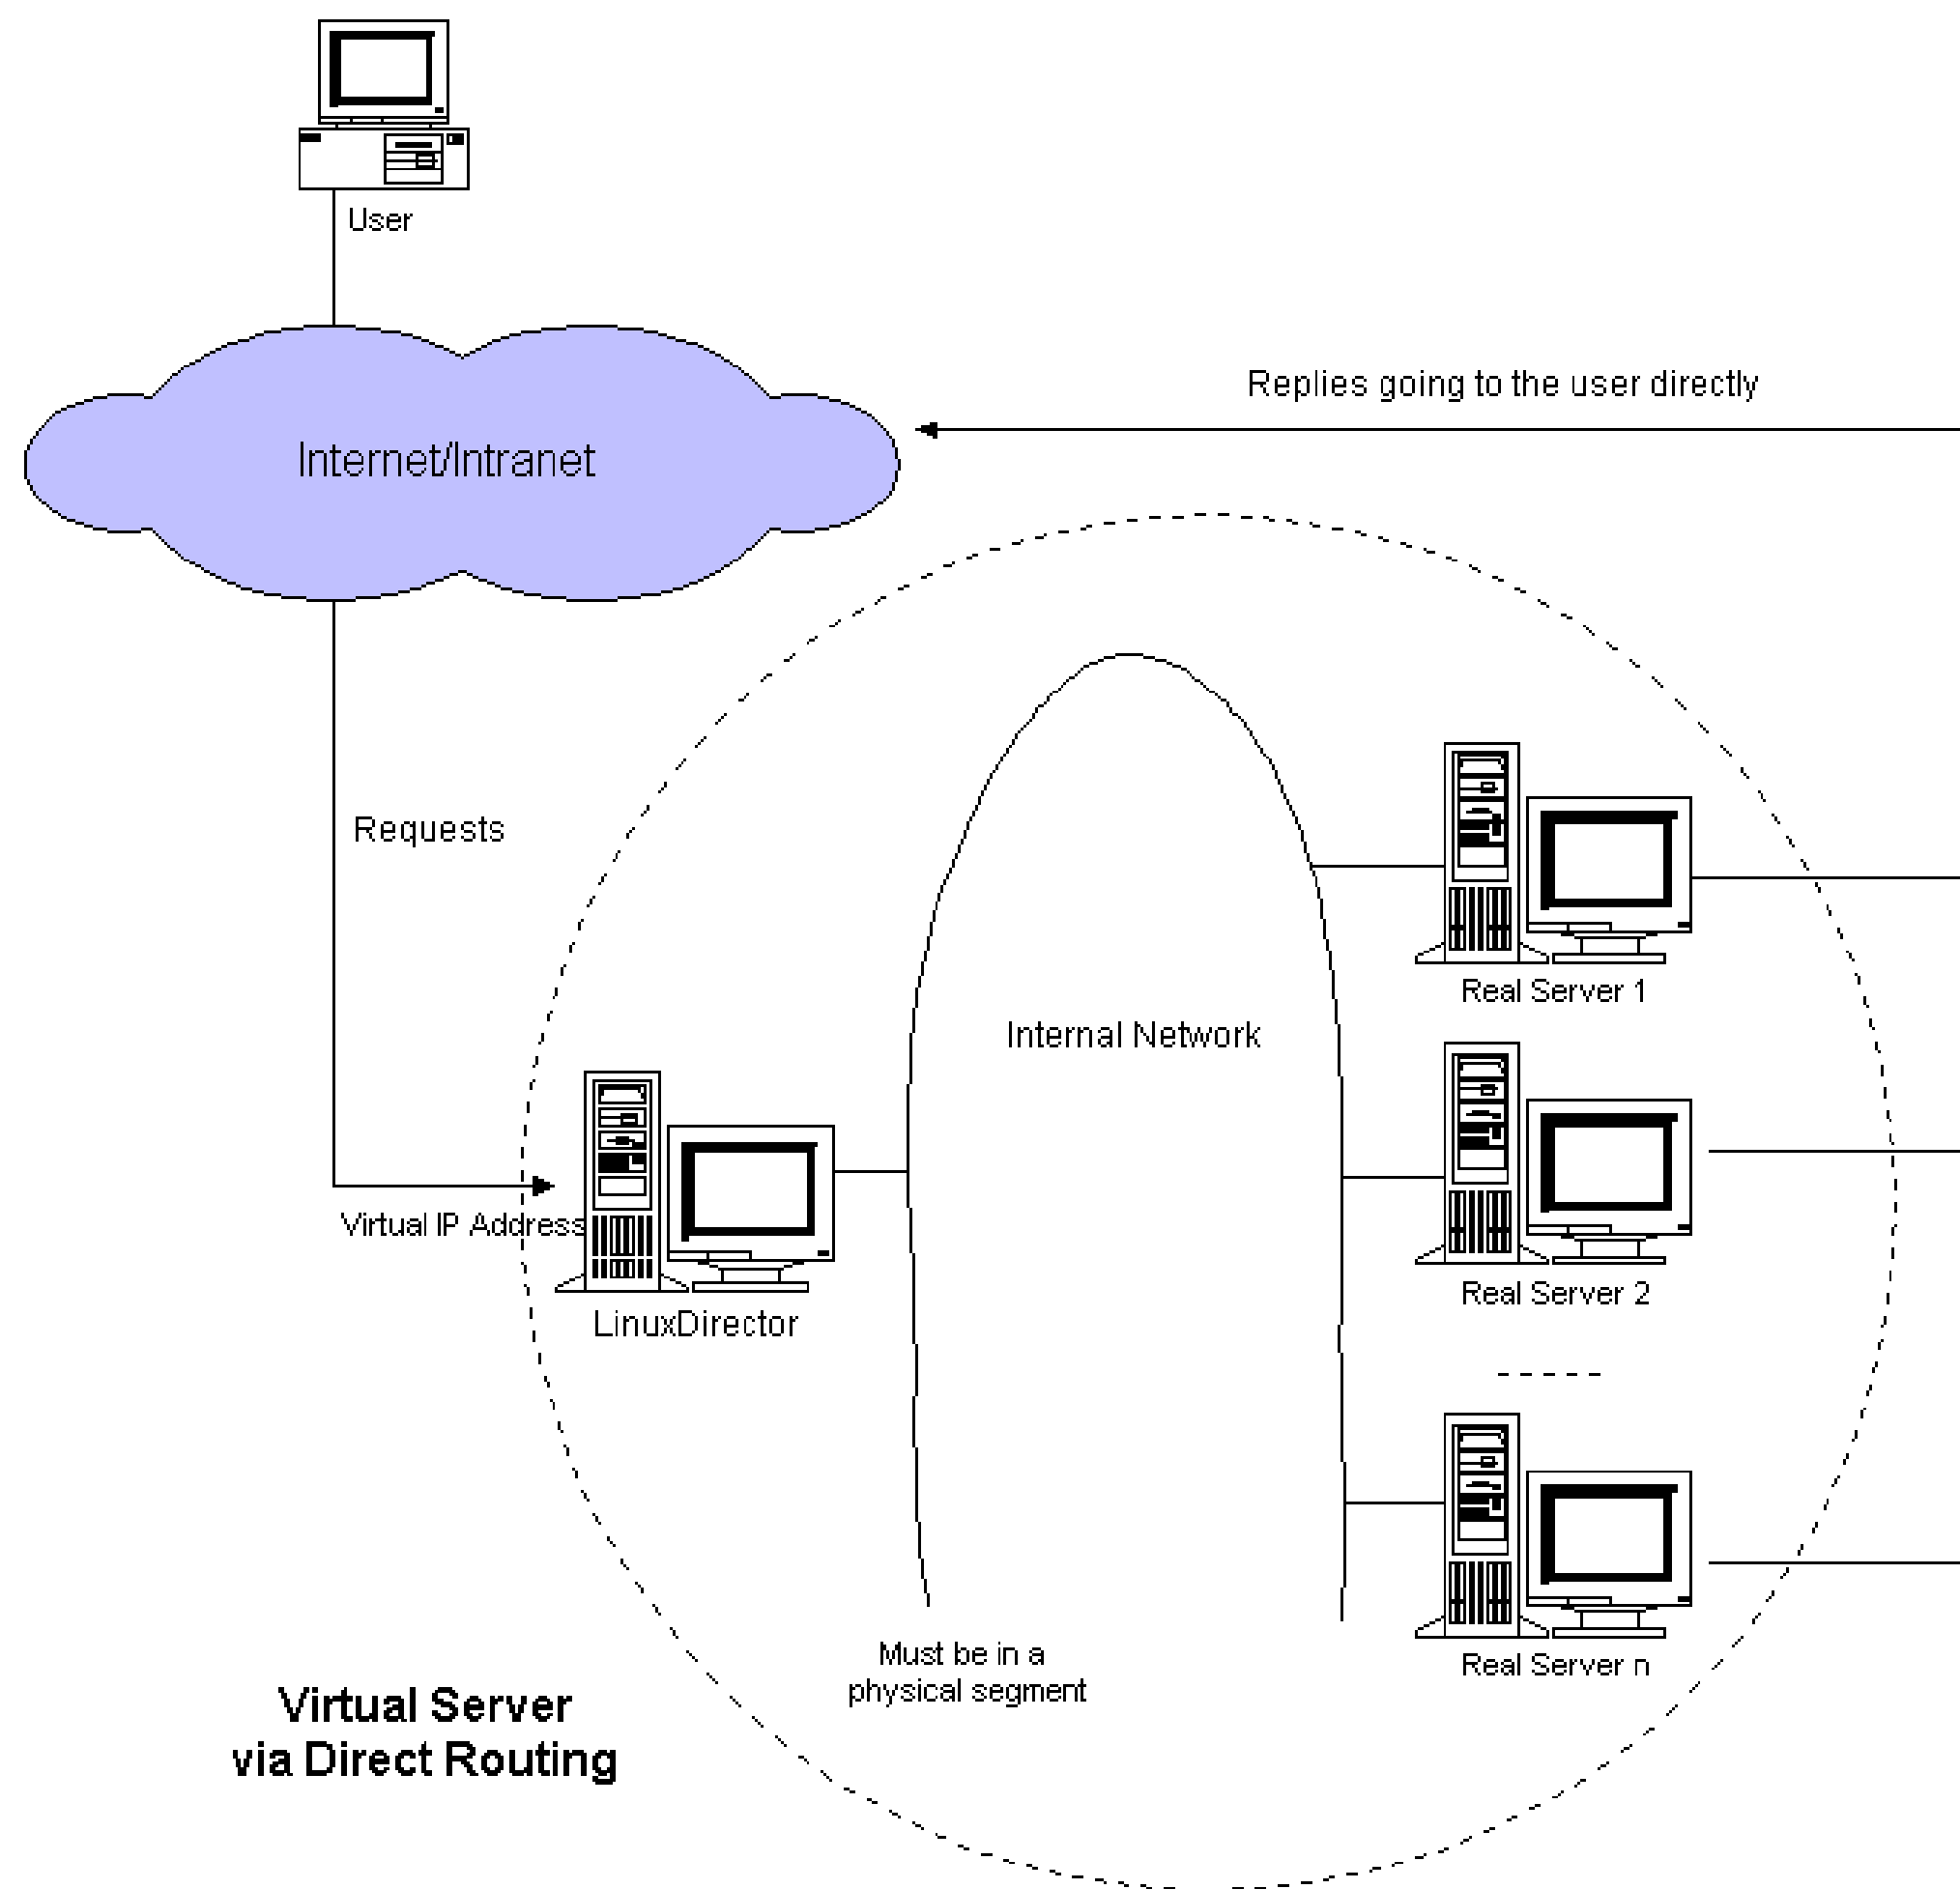 User
Replies going to the user directly
Internet/Intranet
Requests
Real Server 1
Internal Network
Virtual IP Address
Real Server 2
LinuxDirector
Must be in a
physical segment
Real Server n
Virtual Server
via Direct Routing